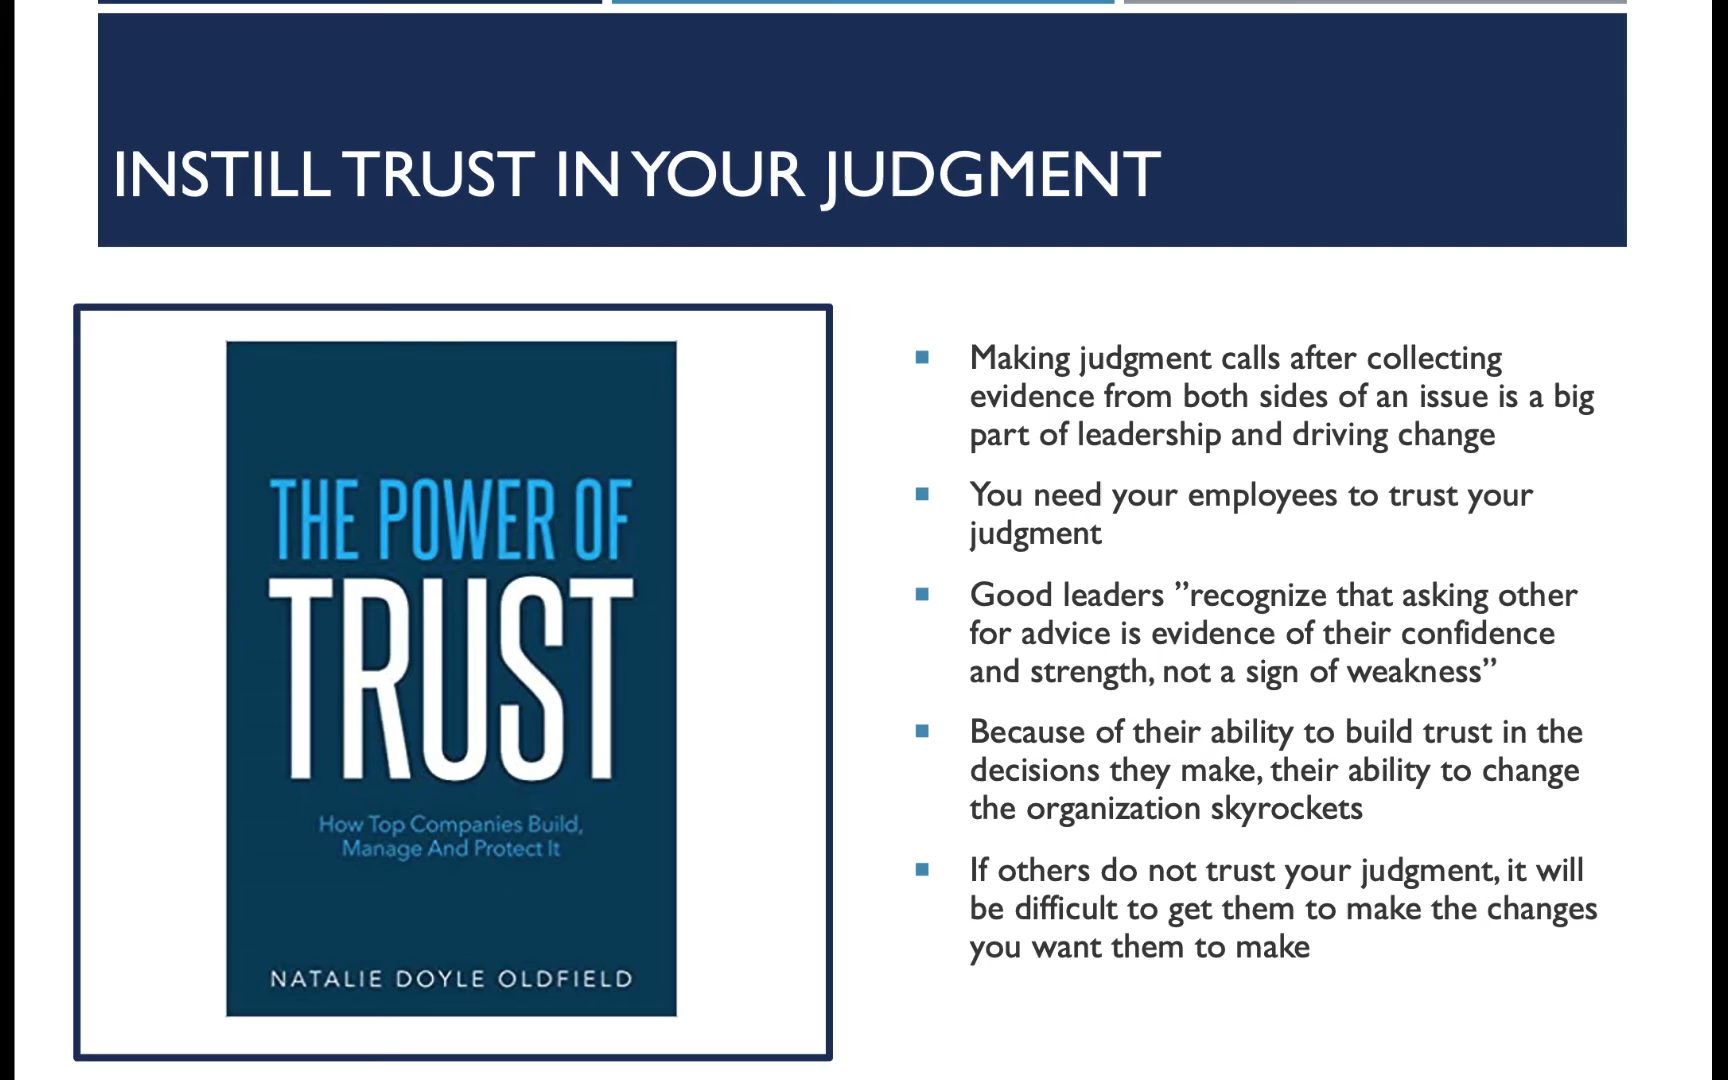 INSTILL TRUST IN YOUR JUDGMENT
THE POWER OF
TRUST
How Top Companies Build,
Manage And Protect It
NATALIE DOYLE OLDFIELD
Making judgment calls after collecting
evidence from both sides of an issue is a big
part of leadership and driving change
You need your employees to trust your
judgment
Good leaders ”recognize that asking other
for advice is evidence of their confidence
and strength, not a sign of weakness”
Because of their ability to build trust in the
decisions they make, their ability to change
the organization skyrockets
If others do not trust your judgment, it will
be difficult to get them to make the changes
you want them to make